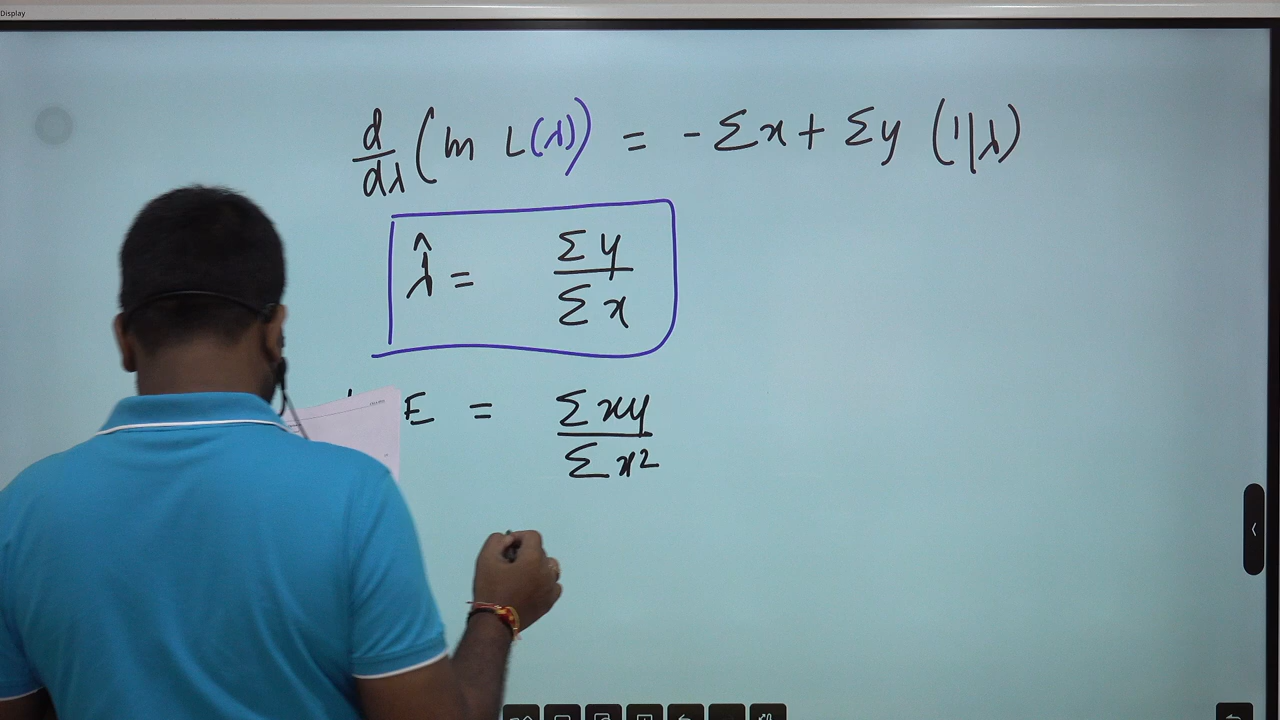 Display
d/dλ (ln L(λ)) = - Σx + Σy (1|λ)
λ̂ = Σy / Σx
E = Σxy / Σx²